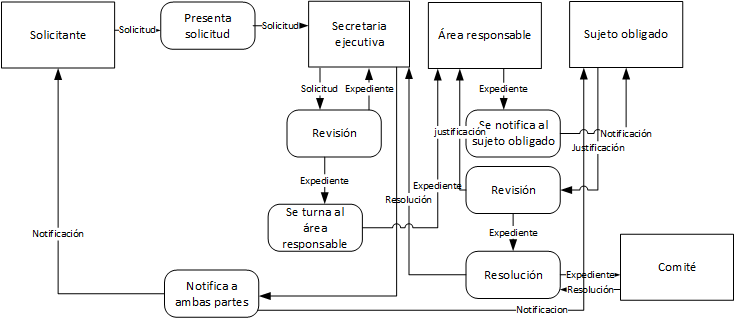 Solicitante
Solicitud
Presenta
solicitud
Solicitud
Secretaria
ejecutiva
Área responsable
Sujeto obligado
Solicitud
Expediente
Expediente
Revisión
justificación
Se notifica al
sujeto obligado
Notificación
Justificación
Expediente
Expediente
Resolución
Revisión
Se turna al
área
responsable
Notificación
Expediente
Resolución
Expediente
Resolución
Comité
Notifica a
ambas partes
Notificacion